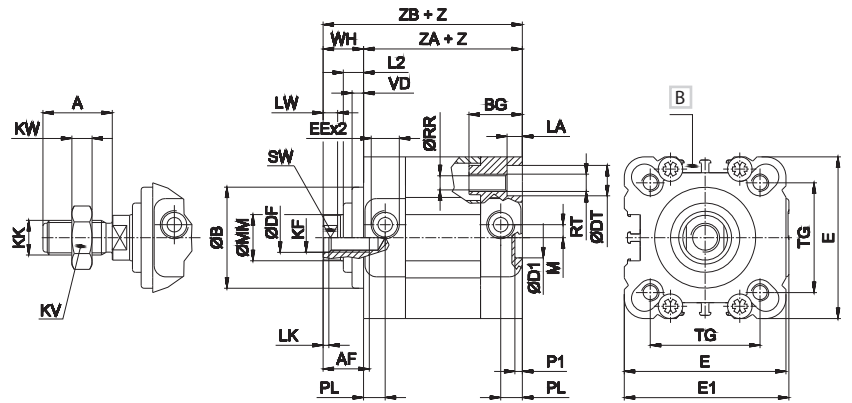 ZB + Z
WH
ZA + Z
L2
VD
A
LW
BG
B
KW
EEx2
ØRR
LA
SW
KK
ØB
ØMM
ØDF
KF
RT
ØDT
TG
E
KV
ØD1
M
LK
AF
P1
TG
PL
PL
E
E1